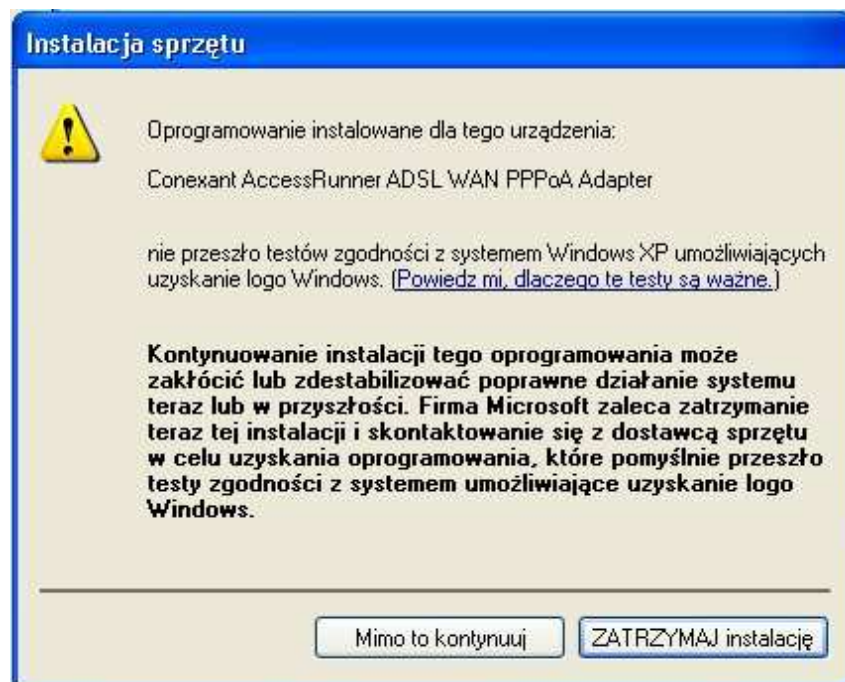 Instalacja sprzętu
Oprogramowanie instalowane dla tego urządzenia:
Conexant AccessRunner ADSL WAN PPPoA Adapter
nie przeszło testów zgodności z systemem Windows XP umożliwiających
uzyskanie logo Windows. (Powiedz mi, dlaczego te testy są ważne.)
Kontynuowanie instalacji tego oprogramowania może
zakłócić lub zdestabilizować poprawne działanie systemu
teraz lub w przyszłości. Firma Microsoft zaleca zatrzymanie
teraz tej instalacji i skontaktowanie się z dostawcą sprzętu
w celu uzyskania oprogramowania, które pomyślnie przeszło
testy zgodności z systemem umożliwiające uzyskanie logo
Windows.
Mimo to kontynuuj
ZATRZYMAJ instalację